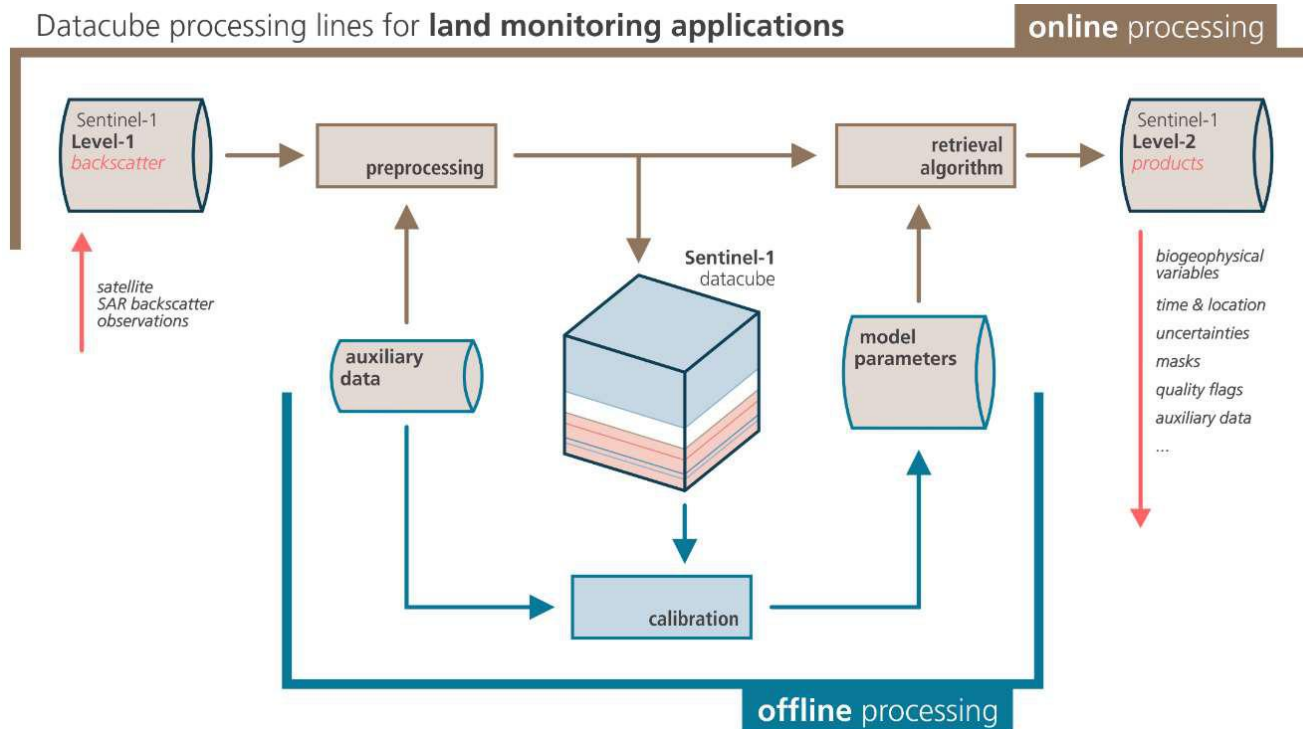 Datacube processing lines for land monitoring applications
online processing
Sentinel-1
Level-1
backscatter
preprocessing
retrieval
algorithm
Sentinel-1
Level-2
products
satellite
SAR backscatter
observations
Sentinel-1
datacube
biogeophysical
variables
time & location
uncertainties
masks
quality flags
auxiliary data
...
auxiliary
data
model
parameters
calibration
offline processing